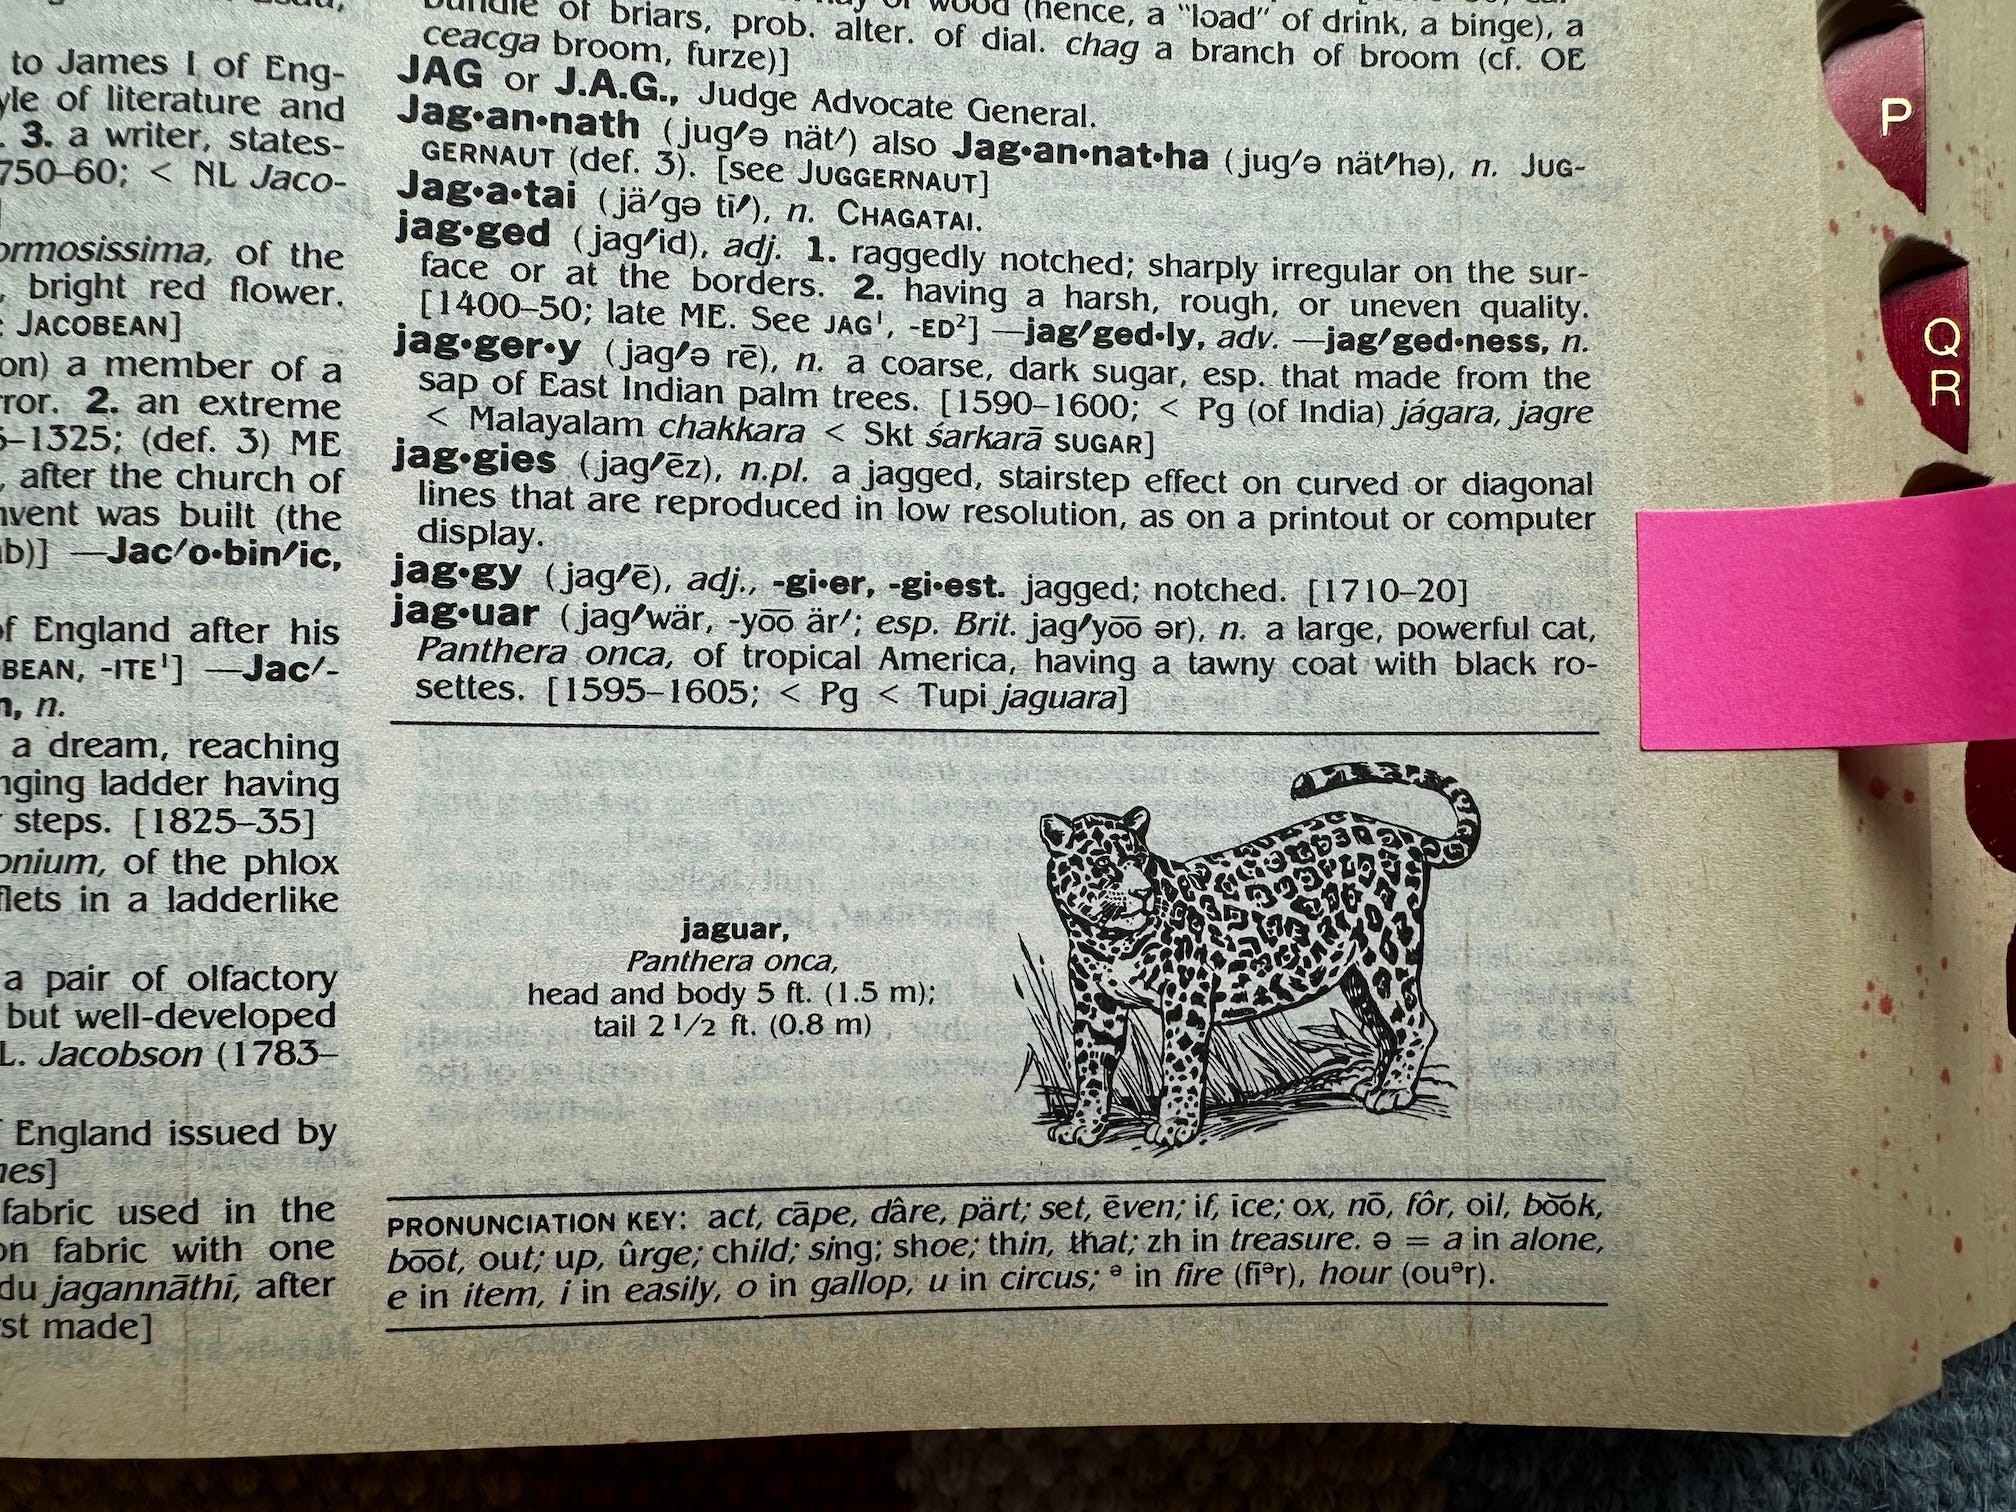 to James I of Eng-
yle of literature and
. 3. a writer, states-
750–60; < NL Jaco-
ormosissima, of the
, bright red flower.
: JACOBEAN]
on) a member of a
ror. 2. an extreme
5–1325; (def. 3) ME
, after the church of
nvent was built (the
b)] —Jac′o•bin′ic,
of England after his
OBEAN, -ITE¹] —Jac′-
n, n.
a dream, reaching
nging ladder having
steps. [1825–35]
onium, of the phlox
flets in a ladderlike
a pair of olfactory
but well-developed
L. Jacobson (1783–
England issued by
nes]
fabric used in the
on fabric with one
du jagannāthī, after
st made]
bundle of briars, prob. alter. of dial. chag a branch of broom (cf. OE
ceacga broom, furze)]
JAG or J.A.G., Judge Advocate General.
Jag•an•nath (jug′ə nät′) also Jag•an•nat•ha (jug′ə nät′hə), n. JUG-
GERNAUT (def. 3). [see JUGGERNAUT]
Jag•a•tai (jä′gə tī′), n. CHAGATAI.
jag•ged (jag′id), adj. 1. raggedly notched; sharply irregular on the sur-
face or at the borders. 2. having a harsh, rough, or uneven quality.
[1400–50; late ME. See JAG¹, -ED²] —jag′ged•ly, adv. —jag′ged•ness, n.
jag•ger•y (jag′ə rē), n. a coarse, dark sugar, esp. that made from the
sap of East Indian palm trees. [1590–1600; < Pg (of India) jágara, jagre
< Malayalam chakkara < Skt śarkarā SUGAR]
jag•gies (jag′ēz), n.pl. a jagged, stairstep effect on curved or diagonal
lines that are reproduced in low resolution, as on a printout or computer
display.
jag•gy (jag′ē), adj., -gi•er, -gi•est. jagged; notched. [1710–20]
jag•uar (jag′wär, -yo͞o är′; esp. Brit. jag′yo͞o ər), n. a large, powerful cat,
Panthera onca, of tropical America, having a tawny coat with black ro-
settes. [1595–1605; < Pg < Tupi jaguara]
jaguar,
Panthera onca,
head and body 5 ft. (1.5 m);
tail 2 1/2 ft. (0.8 m)
PRONUNCIATION KEY: act, cāpe, dâre, pärt; set, ēven; if, īce; ox, nō, fôr, oil, bo͝ok,
bo͞ot, out; up, ûrge; child; sing; shoe; thin, that; zh in treasure. ə = a in alone,
e in item, i in easily, o in gallop, u in circus; ᵊ in fire (fīᵊr), hour (ouᵊr).
P
Q
R